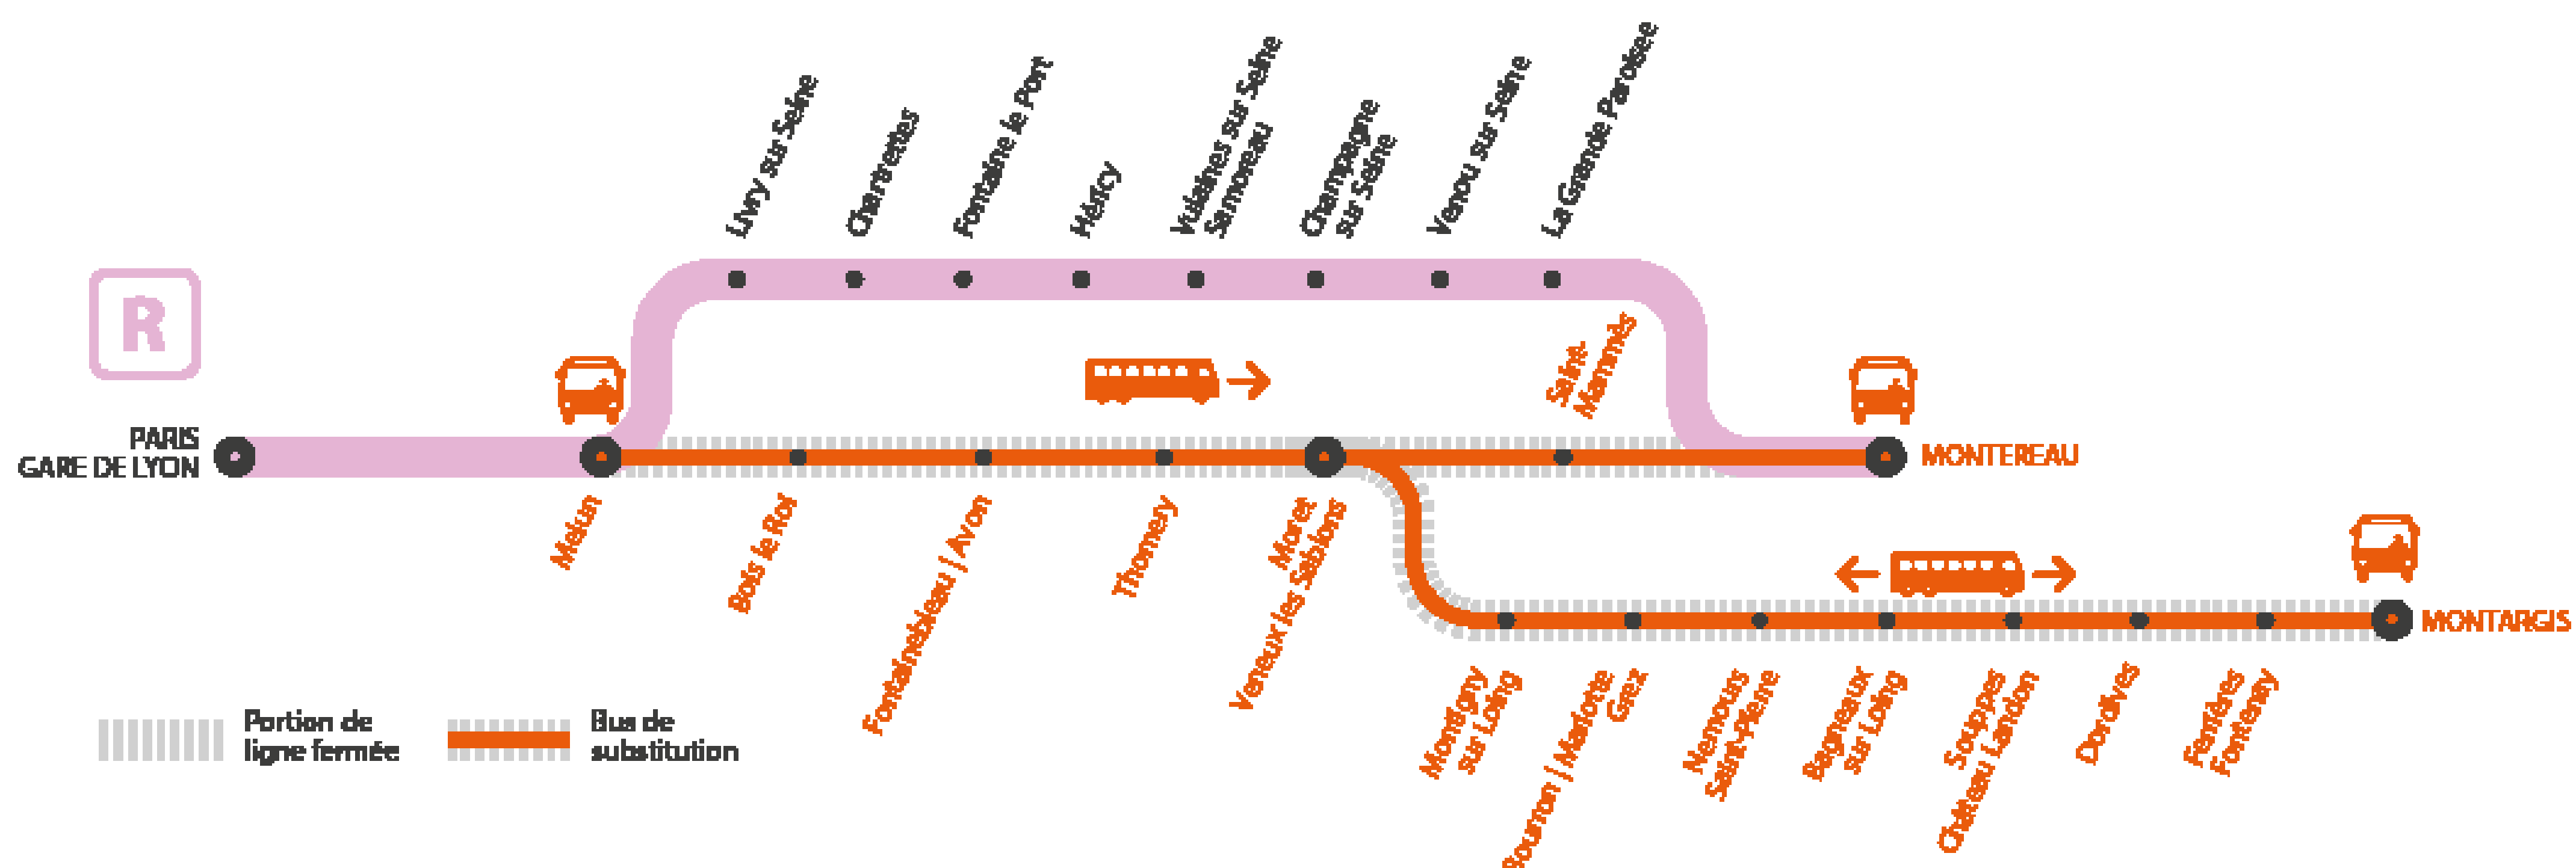 Livry sur Seine
Chartrettes
Fontaine le Port
Héricy
Vulaines sur Seine
Samoreau
Champagne
sur Seine
Vernou sur Seine
La Grande Paroisse
R
PARIS
GARE DE LYON
Saint-
Mammès
MONTEREAU
Melun
Bois le Roi
Fontainebleau | Avon
Thomery
Moret
Veneux les Sablons
MONTARGIS
Montigny
sur Loing
Bourron | Marlotte
Grez
Nemours
Saint-Pierre
Bagneaux
sur Loing
Souppes
Château Landon
Dordives
Ferrières
Fontenay
Portion de
ligne fermée
Bus de
substitution